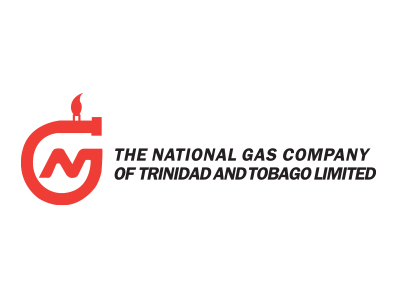 THE NATIONAL GAS COMPANY
OF TRINIDAD AND TOBAGO LIMITED